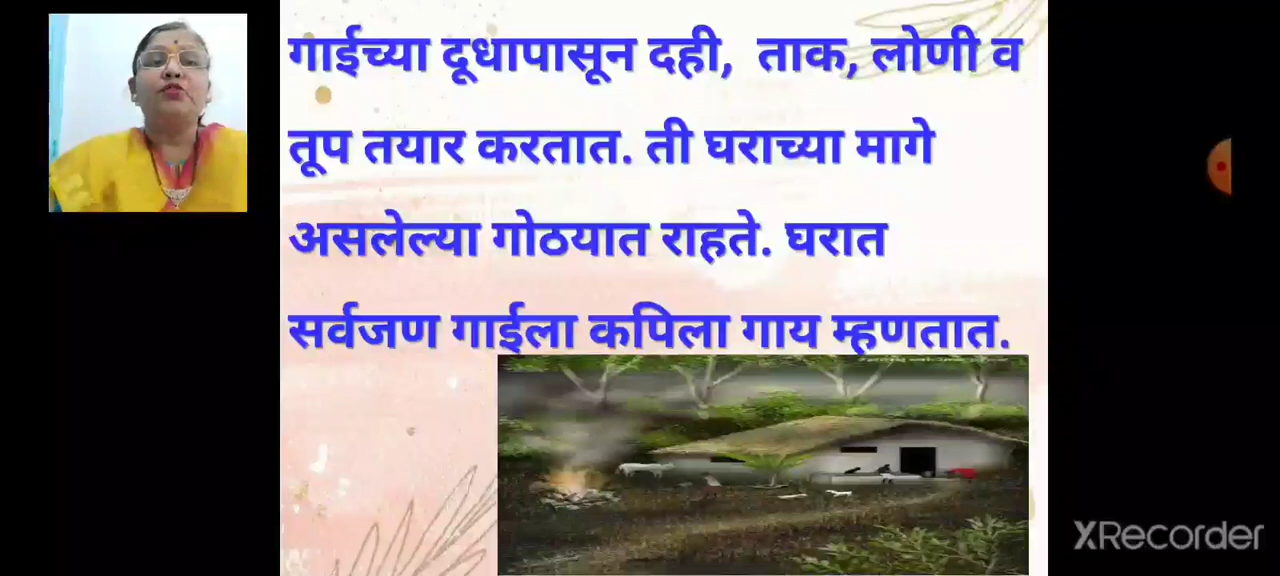 गाईच्या दूधापासून दही, ताक, लोणी व
तूप तयार करतात. ती घराच्या मागे
असलेल्या गोठयात राहते. घरात
सर्वजण गाईला कपिला गाय म्हणतात.
XRecorder